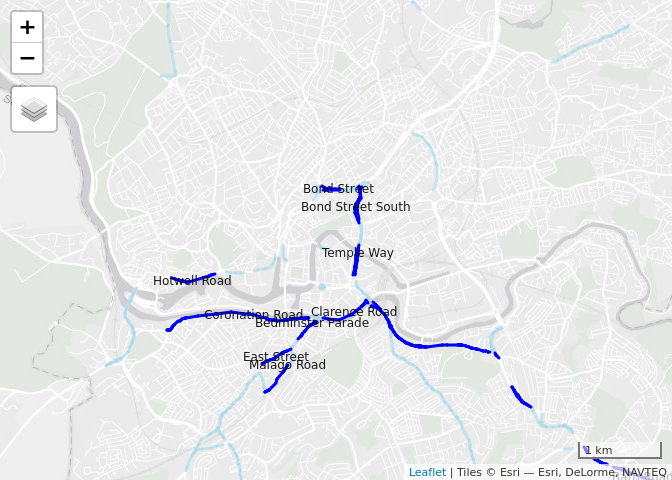 +
−
Bond Street
Bond Street South
Temple Way
Hotwell Road
Coronation Road
Clarence Road
Bedminster Parade
East Street
Malago Road
1 km
Leaflet | Tiles © Esri — Esri, DeLorme, NAVTEQ